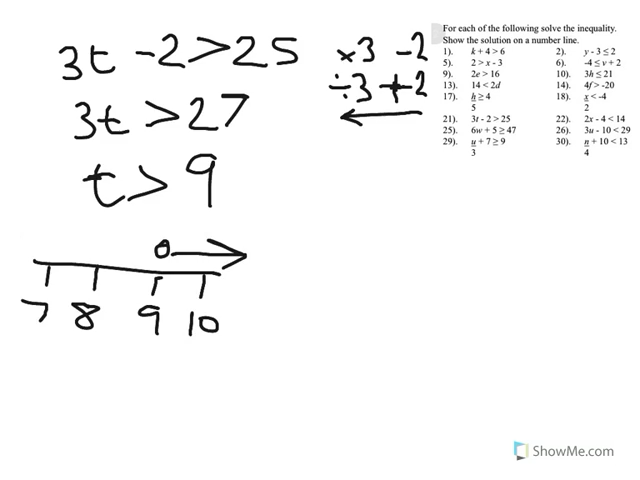 3t -2 > 25
×3 -2
÷3 +2
3t > 27
t > 9
7 8 9 10
For each of the following solve the inequality.
Show the solution on a number line.
1). k + 4 > 6 2). y - 3 ≤ 2
5). 2 > x - 3 6). -4 ≤ v + 2
9). 2e > 16 10). 3h ≤ 21
13). 14 < 2d 14). 4f > -20
17). h ≥ 4 18). x < -4
5 2
21). 3t - 2 > 25 22). 2x - 4 < 14
25). 6w + 5 ≥ 47 26). 3u - 10 < 29
29). u + 7 ≥ 9 30). n + 10 < 13
3 4
ShowMe.com